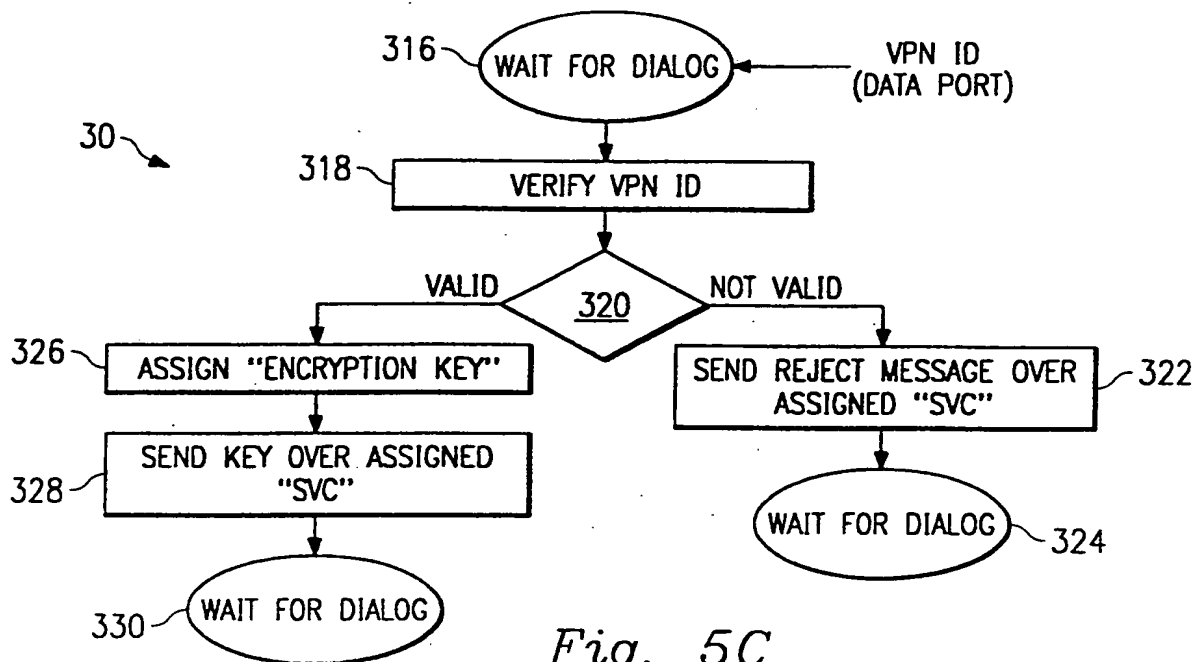 316
WAIT FOR DIALOG
VPN ID
(DATA PORT)
30
318
VERIFY VPN ID
VALID
320
NOT VALID
326
ASSIGN "ENCRYPTION KEY"
SEND REJECT MESSAGE OVER
ASSIGNED "SVC"
322
328
SEND KEY OVER ASSIGNED
"SVC"
WAIT FOR DIALOG
324
330
WAIT FOR DIALOG
Fig. 5C